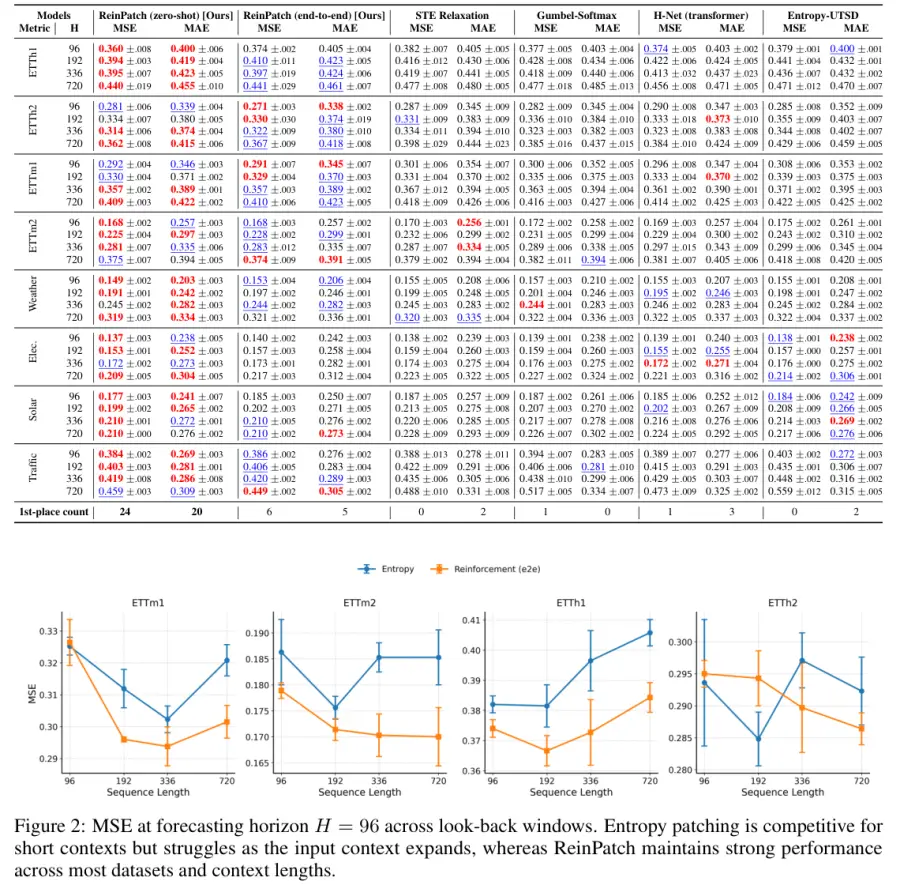 Models ReinPatch (zero-shot) [Ours] ReinPatch (end-to-end) [Ours] STE Relaxation Gumbel-Softmax H-Net (transformer) Entropy-UTSD
Metric H MSE MAE MSE MAE MSE MAE MSE MAE MSE MAE MSE MAE
ETTh1
96 0.360 ±.008 0.400 ±.006 0.374 ±.002 0.405 ±.004 0.382 ±.007 0.405 ±.005 0.377 ±.005 0.403 ±.004 0.374 ±.005 0.403 ±.002 0.379 ±.001 0.400 ±.001
192 0.394 ±.003 0.419 ±.004 0.410 ±.011 0.423 ±.005 0.416 ±.012 0.430 ±.006 0.428 ±.008 0.434 ±.006 0.422 ±.006 0.424 ±.005 0.441 ±.004 0.432 ±.001
336 0.395 ±.007 0.423 ±.005 0.397 ±.019 0.424 ±.006 0.419 ±.007 0.441 ±.005 0.418 ±.009 0.440 ±.006 0.413 ±.032 0.437 ±.023 0.436 ±.007 0.432 ±.002
720 0.440 ±.019 0.455 ±.010 0.441 ±.029 0.461 ±.007 0.477 ±.008 0.480 ±.005 0.477 ±.018 0.485 ±.013 0.456 ±.008 0.471 ±.005 0.471 ±.012 0.470 ±.007
ETTh2
96 0.281 ±.006 0.339 ±.004 0.271 ±.003 0.338 ±.002 0.287 ±.009 0.345 ±.009 0.282 ±.009 0.345 ±.004 0.290 ±.008 0.347 ±.003 0.285 ±.008 0.352 ±.009
192 0.334 ±.007 0.380 ±.005 0.330 ±.030 0.374 ±.019 0.331 ±.009 0.383 ±.009 0.336 ±.010 0.384 ±.010 0.333 ±.018 0.373 ±.010 0.355 ±.009 0.403 ±.007
336 0.314 ±.006 0.374 ±.004 0.322 ±.009 0.380 ±.010 0.334 ±.011 0.394 ±.010 0.323 ±.003 0.382 ±.003 0.323 ±.008 0.383 ±.008 0.344 ±.008 0.402 ±.007
720 0.362 ±.008 0.415 ±.006 0.367 ±.009 0.418 ±.008 0.398 ±.029 0.444 ±.023 0.385 ±.016 0.437 ±.015 0.384 ±.010 0.424 ±.009 0.429 ±.006 0.459 ±.005
ETTm1
96 0.292 ±.004 0.346 ±.003 0.291 ±.007 0.345 ±.007 0.301 ±.006 0.354 ±.007 0.300 ±.006 0.352 ±.005 0.296 ±.008 0.347 ±.004 0.308 ±.006 0.353 ±.002
192 0.330 ±.004 0.371 ±.002 0.329 ±.004 0.370 ±.003 0.331 ±.004 0.370 ±.002 0.335 ±.006 0.375 ±.003 0.333 ±.004 0.370 ±.002 0.339 ±.003 0.375 ±.003
336 0.357 ±.002 0.389 ±.001 0.357 ±.003 0.389 ±.002 0.367 ±.012 0.394 ±.005 0.363 ±.005 0.394 ±.004 0.361 ±.002 0.390 ±.001 0.371 ±.002 0.395 ±.003
720 0.409 ±.003 0.422 ±.002 0.410 ±.006 0.423 ±.005 0.418 ±.009 0.426 ±.006 0.416 ±.003 0.427 ±.006 0.414 ±.002 0.425 ±.003 0.422 ±.005 0.425 ±.002
ETTm2
96 0.168 ±.002 0.257 ±.003 0.168 ±.003 0.257 ±.002 0.170 ±.003 0.256 ±.001 0.172 ±.002 0.258 ±.002 0.169 ±.003 0.257 ±.004 0.175 ±.002 0.261 ±.001
192 0.225 ±.004 0.297 ±.003 0.228 ±.002 0.299 ±.001 0.232 ±.006 0.299 ±.002 0.231 ±.005 0.299 ±.004 0.229 ±.004 0.300 ±.002 0.243 ±.002 0.310 ±.002
336 0.281 ±.007 0.335 ±.006 0.283 ±.012 0.335 ±.007 0.287 ±.007 0.334 ±.005 0.289 ±.006 0.338 ±.005 0.297 ±.015 0.343 ±.009 0.299 ±.006 0.345 ±.004
720 0.375 ±.007 0.394 ±.005 0.374 ±.009 0.391 ±.005 0.379 ±.002 0.394 ±.004 0.382 ±.011 0.394 ±.006 0.381 ±.007 0.405 ±.006 0.418 ±.008 0.420 ±.005
Weather
96 0.149 ±.002 0.203 ±.003 0.153 ±.004 0.206 ±.004 0.155 ±.005 0.208 ±.006 0.157 ±.003 0.210 ±.002 0.155 ±.003 0.207 ±.003 0.155 ±.001 0.208 ±.001
192 0.191 ±.001 0.242 ±.002 0.197 ±.002 0.246 ±.001 0.199 ±.005 0.248 ±.005 0.201 ±.004 0.246 ±.003 0.195 ±.002 0.246 ±.003 0.198 ±.001 0.247 ±.002
336 0.245 ±.002 0.282 ±.003 0.244 ±.002 0.282 ±.003 0.245 ±.003 0.283 ±.002 0.244 ±.001 0.283 ±.003 0.246 ±.002 0.283 ±.004 0.245 ±.002 0.284 ±.002
720 0.319 ±.003 0.334 ±.003 0.321 ±.002 0.336 ±.001 0.320 ±.003 0.335 ±.004 0.322 ±.004 0.336 ±.003 0.322 ±.005 0.337 ±.003 0.322 ±.004 0.337 ±.002
Elec.
96 0.137 ±.003 0.238 ±.005 0.140 ±.002 0.242 ±.003 0.138 ±.002 0.239 ±.003 0.139 ±.001 0.238 ±.002 0.139 ±.001 0.240 ±.003 0.138 ±.001 0.238 ±.002
192 0.153 ±.001 0.252 ±.003 0.157 ±.003 0.258 ±.004 0.159 ±.004 0.260 ±.003 0.159 ±.004 0.260 ±.002 0.155 ±.002 0.255 ±.004 0.157 ±.000 0.257 ±.001
336 0.172 ±.002 0.273 ±.003 0.173 ±.001 0.282 ±.001 0.174 ±.003 0.275 ±.004 0.176 ±.003 0.275 ±.002 0.172 ±.002 0.271 ±.004 0.176 ±.000 0.275 ±.002
720 0.209 ±.005 0.304 ±.005 0.217 ±.003 0.312 ±.004 0.223 ±.005 0.322 ±.005 0.227 ±.002 0.324 ±.002 0.221 ±.003 0.316 ±.002 0.214 ±.002 0.306 ±.001
Solar
96 0.177 ±.003 0.241 ±.007 0.185 ±.003 0.250 ±.007 0.187 ±.005 0.257 ±.009 0.187 ±.002 0.261 ±.006 0.185 ±.006 0.252 ±.012 0.184 ±.006 0.242 ±.009
192 0.199 ±.002 0.265 ±.002 0.202 ±.003 0.271 ±.005 0.213 ±.005 0.275 ±.008 0.207 ±.003 0.270 ±.002 0.202 ±.003 0.267 ±.009 0.208 ±.009 0.266 ±.005
336 0.210 ±.001 0.272 ±.001 0.210 ±.005 0.276 ±.002 0.220 ±.006 0.285 ±.005 0.217 ±.007 0.278 ±.008 0.216 ±.008 0.276 ±.006 0.214 ±.003 0.269 ±.002
720 0.210 ±.000 0.276 ±.002 0.210 ±.002 0.273 ±.004 0.228 ±.009 0.293 ±.009 0.226 ±.007 0.302 ±.002 0.224 ±.005 0.292 ±.005 0.217 ±.006 0.276 ±.006
Traffic
96 0.384 ±.002 0.269 ±.003 0.386 ±.002 0.276 ±.002 0.388 ±.013 0.278 ±.011 0.394 ±.007 0.283 ±.005 0.389 ±.007 0.277 ±.006 0.403 ±.002 0.272 ±.003
192 0.403 ±.003 0.281 ±.001 0.406 ±.005 0.283 ±.004 0.422 ±.009 0.291 ±.006 0.406 ±.006 0.281 ±.010 0.415 ±.003 0.291 ±.003 0.435 ±.001 0.306 ±.007
336 0.419 ±.008 0.286 ±.008 0.420 ±.002 0.289 ±.003 0.435 ±.006 0.305 ±.006 0.438 ±.010 0.299 ±.006 0.429 ±.005 0.303 ±.007 0.448 ±.002 0.316 ±.002
720 0.459 ±.003 0.309 ±.003 0.449 ±.002 0.305 ±.002 0.488 ±.010 0.331 ±.008 0.517 ±.005 0.334 ±.007 0.473 ±.009 0.325 ±.002 0.559 ±.012 0.315 ±.005
1st-place count 24 20 6 5 0 2 1 0 1 3 0 2
Entropy Reinforcement (e2e)
ETTm1 ETTm2 ETTh1 ETTh2
MSE
0.33
0.32
0.31
0.30
0.29
96 192 336 720
Sequence Length
0.190
0.185
0.180
0.175
0.170
0.165
96 192 336 720
Sequence Length
0.41
0.40
0.39
0.38
0.37
0.36
96 192 336 720
Sequence Length
0.300
0.295
0.290
0.285
0.280
96 192 336 720
Sequence Length
Figure 2: MSE at forecasting horizon H = 96 across look-back windows. Entropy patching is competitive for
short contexts but struggles as the input context expands, whereas ReinPatch maintains strong performance
across most datasets and context lengths.